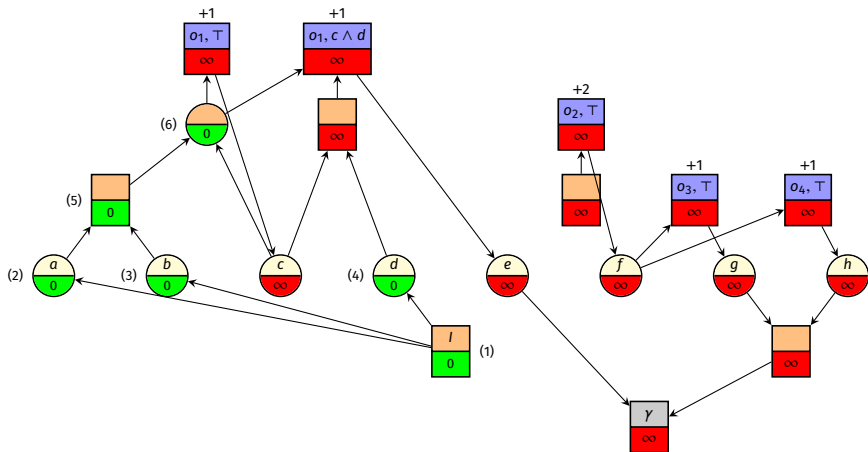 +1 +1
o₁, ⊤ o₁, c ∧ d
∞ ∞
+2
(6) 0 ∞ o₂, ⊤
∞
+1 +1
(5) 0 ∞ o₃, ⊤ o₄, ⊤
∞ ∞
(2) a (3) b c (4) d e f g h
0 0 ∞ 0 ∞ ∞ ∞ ∞
I (1)
0 ∞
γ
∞